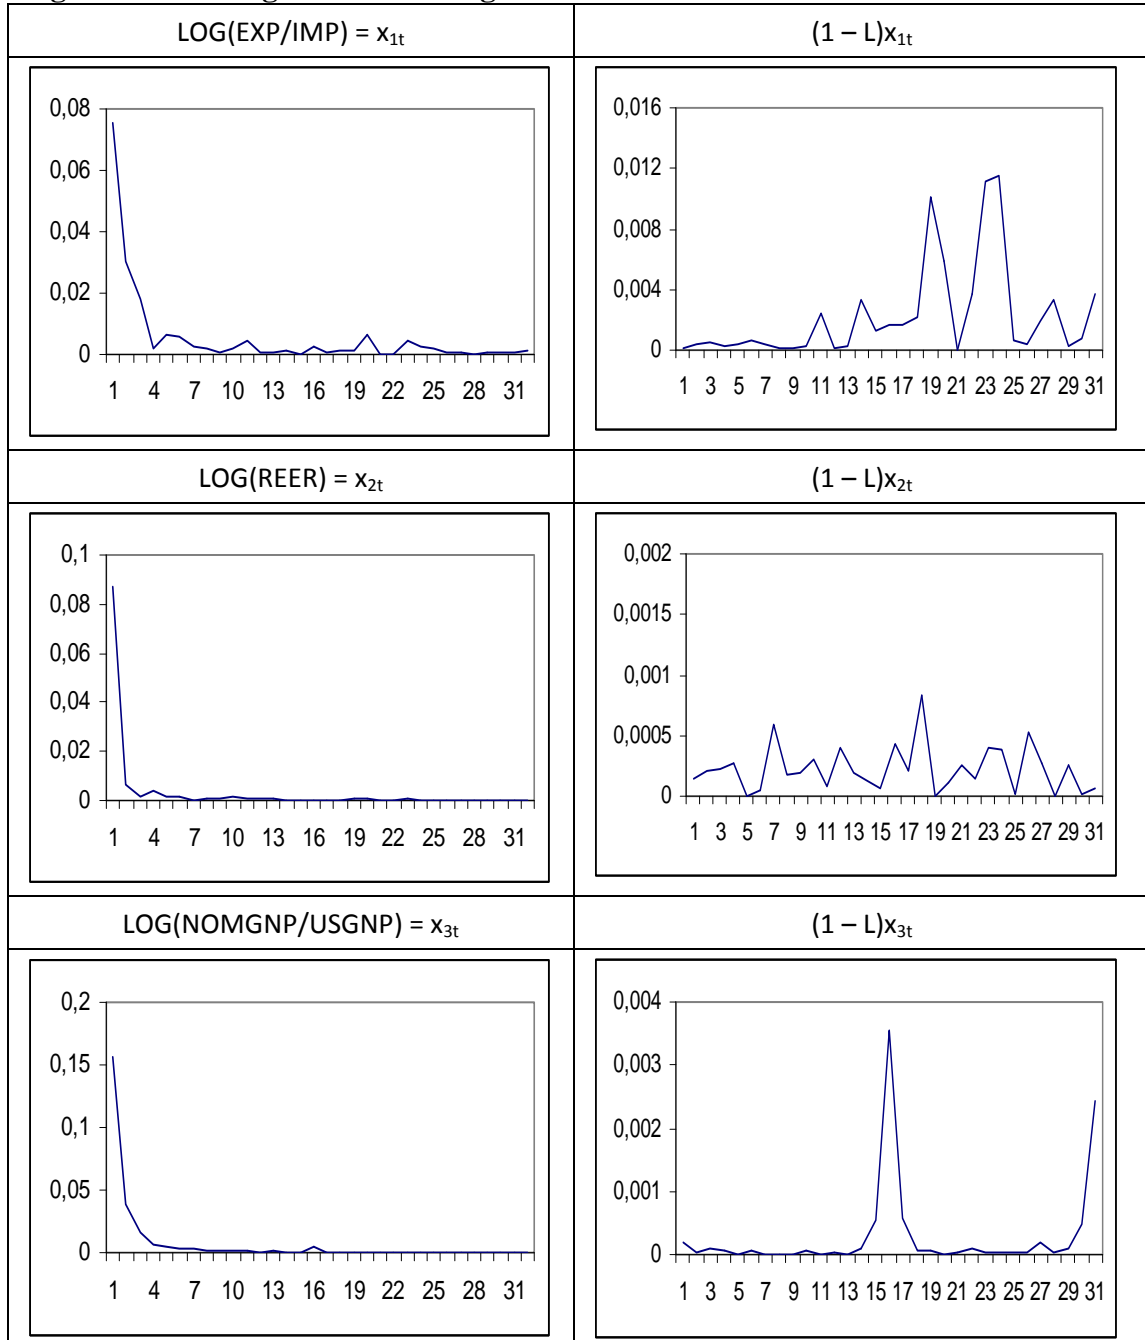 LOG(EXP/IMP) = x1t
(1 – L)x1t
0,08
0,06
0,04
0,02
0
1 4 7 10 13 16 19 22 25 28 31
0,016
0,012
0,008
0,004
0
1 3 5 7 9 11 13 15 17 19 21 23 25 27 29 31
LOG(REER) = x2t
(1 – L)x2t
0,1
0,08
0,06
0,04
0,02
0
1 4 7 10 13 16 19 22 25 28 31
0,002
0,0015
0,001
0,0005
0
1 3 5 7 9 11 13 15 17 19 21 23 25 27 29 31
LOG(NOMGNP/USGNP) = x3t
(1 – L)x3t
0,2
0,15
0,1
0,05
0
1 4 7 10 13 16 19 22 25 28 31
0,004
0,003
0,002
0,001
0
1 3 5 7 9 11 13 15 17 19 21 23 25 27 29 31